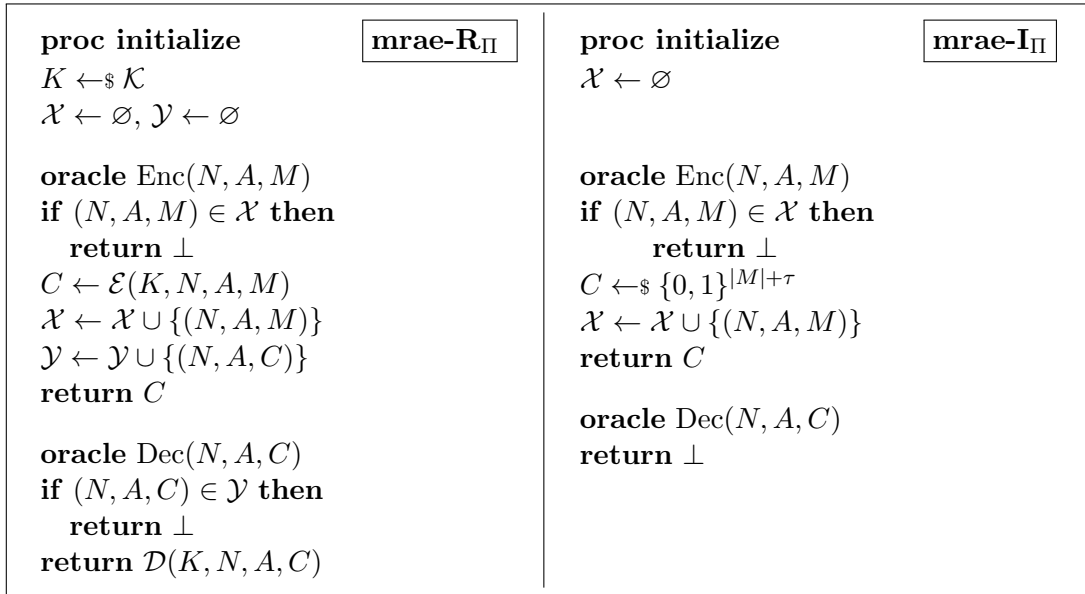 proc initialize
mrae-R_Π
K ←$ 𝒦
𝒳 ← ∅, 𝒴 ← ∅
oracle Enc(N, A, M)
if (N, A, M) ∈ 𝒳 then
return ⊥
C ← ℰ(K, N, A, M)
𝒳 ← 𝒳 ∪ {(N, A, M)}
𝒴 ← 𝒴 ∪ {(N, A, C)}
return C
oracle Dec(N, A, C)
if (N, A, C) ∈ 𝒴 then
return ⊥
return 𝒟(K, N, A, C)
proc initialize
mrae-I_Π
𝒳 ← ∅
oracle Enc(N, A, M)
if (N, A, M) ∈ 𝒳 then
return ⊥
C ←$ {0, 1}^{|M|+τ}
𝒳 ← 𝒳 ∪ {(N, A, M)}
return C
oracle Dec(N, A, C)
return ⊥